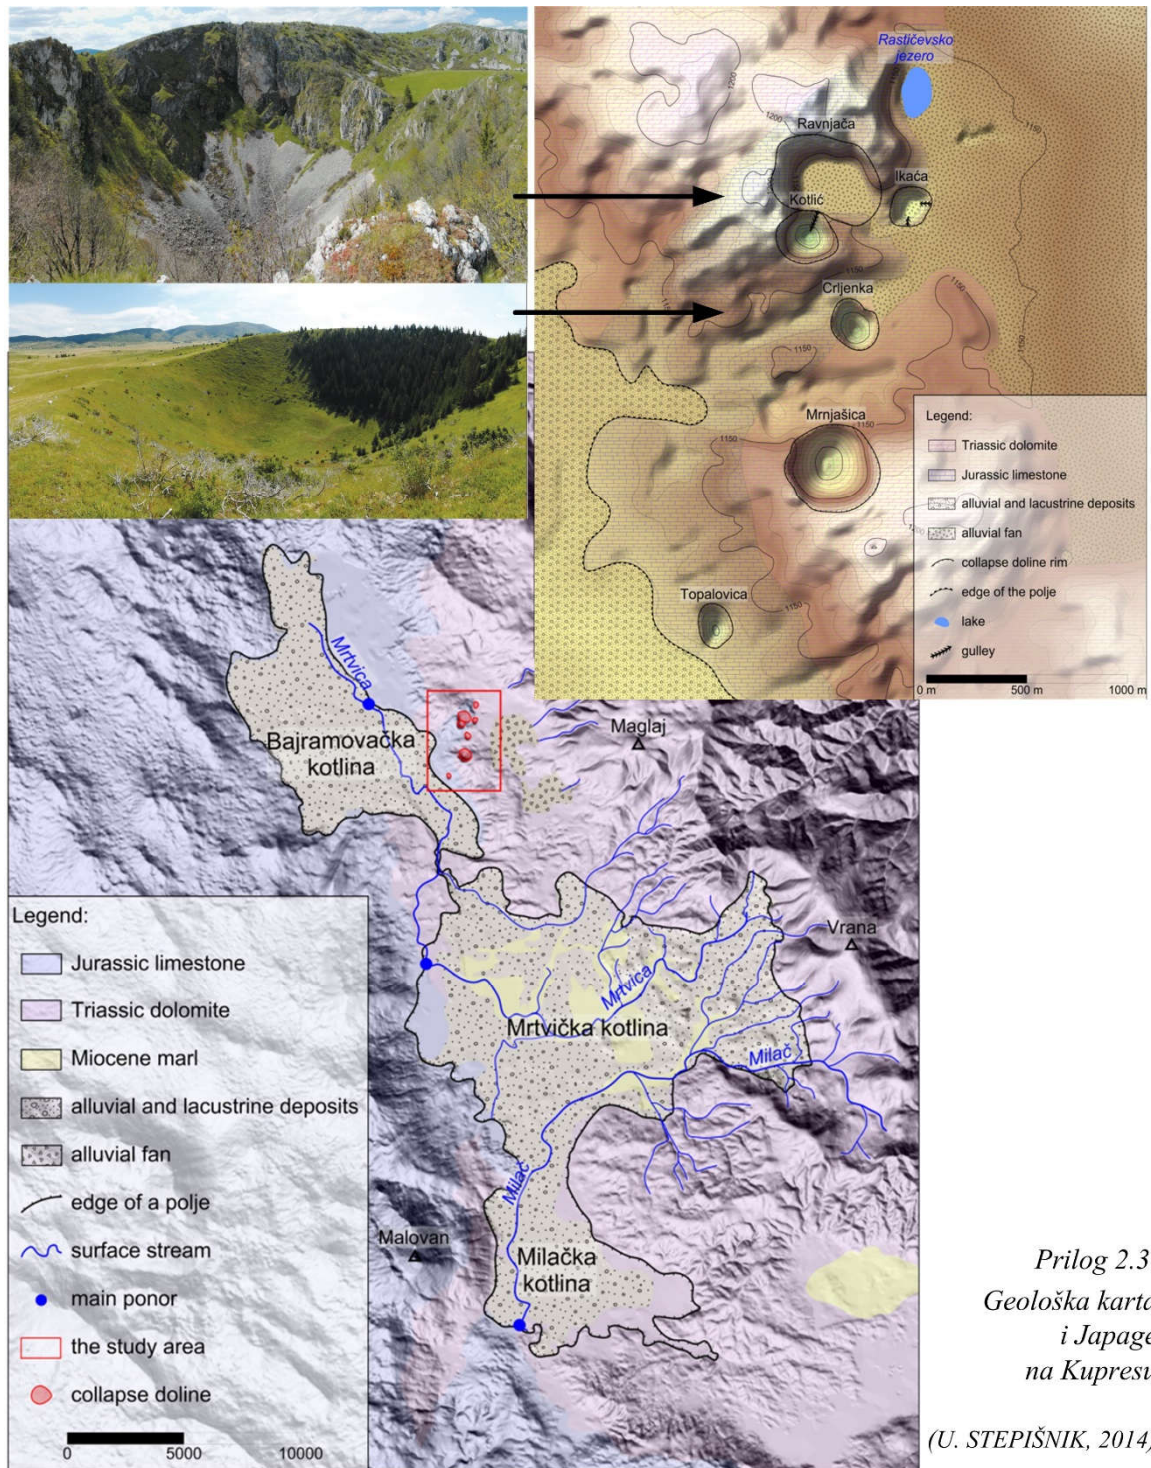 Rastičevsko
jezero
1200
1200
Ravnjača
Ikaća
Kotlić
1150
1150
1150
Crljenka
1150
1150
Mrnjašica
1150
Legend:
Triassic dolomite
Jurassic limestone
alluvial and lacustrine deposits
alluvial fan
collapse doline rim
edge of the polje
lake
gulley
0 m 500 m 1000 m
1200
Topalovica
1150
Mrtvica
Bajramovačka
kotlina
Maglaj
Vrana
Mrtvica
Mrtvička kotlina
Milač
Milač
Malovan
Milačka
kotlina
Legend:
Jurassic limestone
Triassic dolomite
Miocene marl
alluvial and lacustrine deposits
alluvial fan
edge of a polje
surface stream
main ponor
the study area
collapse doline
0 5000 10000
Prilog 2.3
Geološka karta
i Japage
na Kupresu
(U. STEPIŠNIK, 2014)